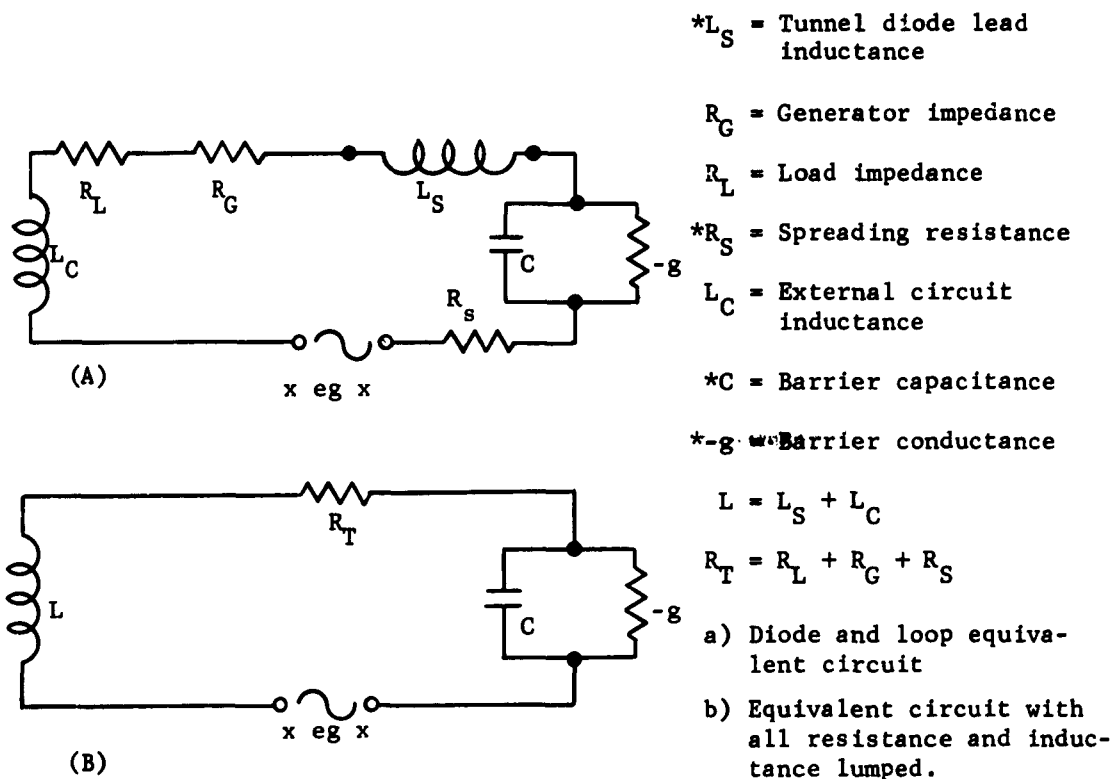 R_L
R_G
L_S
L_C
C
-g
R_s
x eg x
(A)
R_T
L
C
-g
x eg x
(B)
*L_S = Tunnel diode lead
inductance
R_G = Generator impedance
R_L = Load impedance
*R_S = Spreading resistance
L_C = External circuit
inductance
*C = Barrier capacitance
*-g = Barrier conductance
L = L_S + L_C
R_T = R_L + R_G + R_S
a) Diode and loop equiva-
lent circuit
b) Equivalent circuit with
all resistance and induc-
tance lumped.